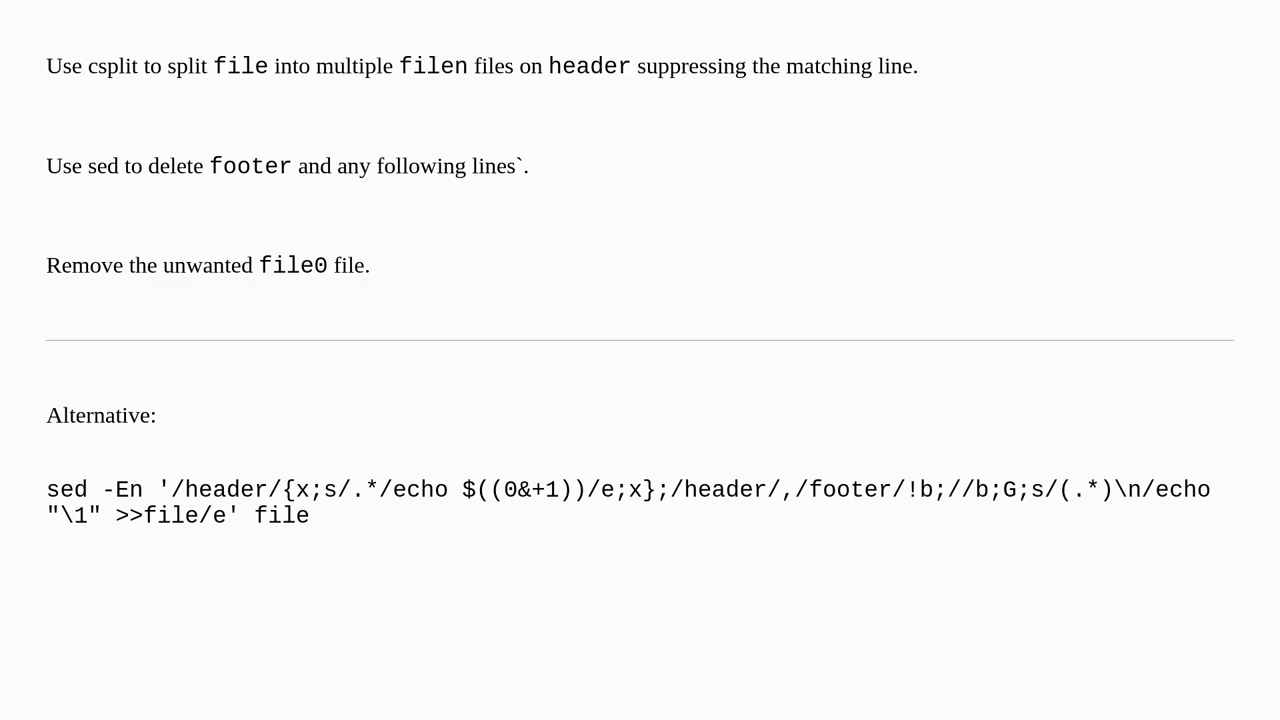 Use csplit to split file into multiple filen files on header suppressing the matching line.
Use sed to delete footer and any following lines`.
Remove the unwanted file0 file.
Alternative:
sed -En '/header/{x;s/.*/echo $((0&+1))/e;x};/header/,/footer/!b;//b;G;s/(.*)\n/echo
"\1" >>file/e' file